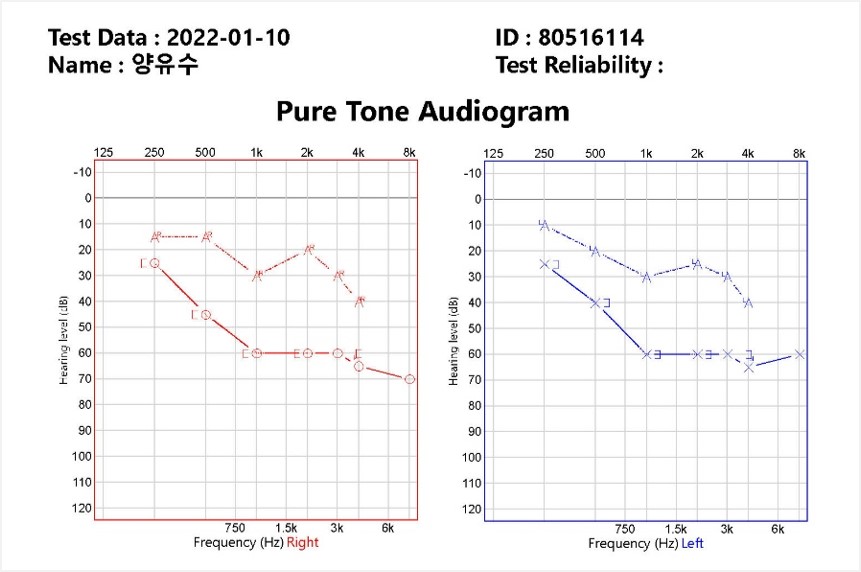 Test Data : 2022-01-10
Name : 양유수
ID : 80516114
Test Reliability :
Pure Tone Audiogram
125 250 500 1k 2k 4k 8k
-10
0
10
20
30
40
50
60
70
80
90
100
110
120
Hearing level (dB)
750 1.5k 3k 6k
Frequency (Hz) Right
125 250 500 1k 2k 4k 8k
-10
0
10
20
30
40
50
60
70
80
90
100
110
120
Hearing level (dB)
750 1.5k 3k 6k
Frequency (Hz) Left